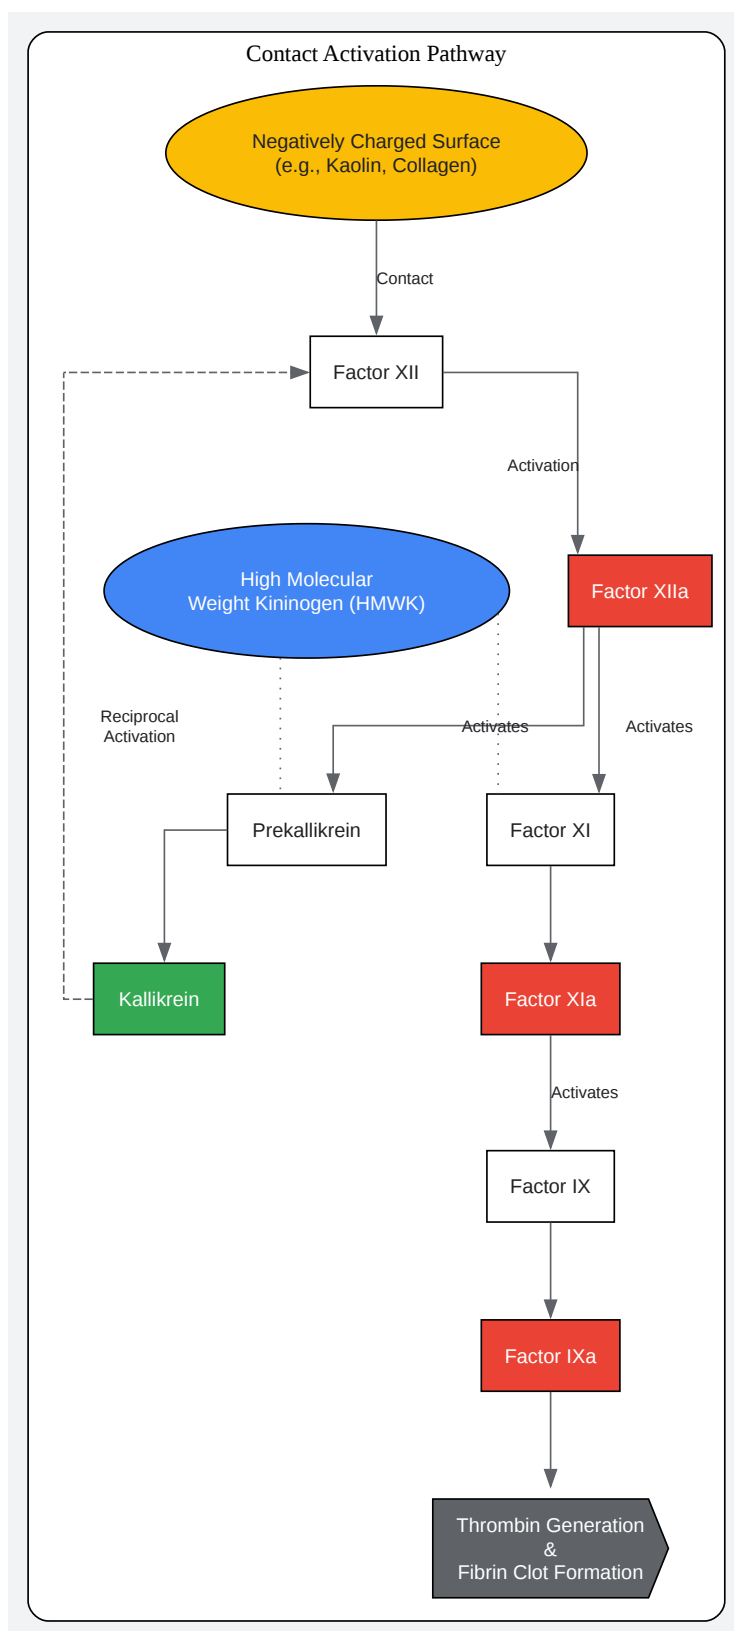 Contact Activation Pathway
Negatively Charged Surface
(e.g., Kaolin, Collagen)
Contact
Factor XII
Activation
High Molecular
Weight Kininogen (HMWK)
Factor XIIa
Reciprocal
Activation
Activates
Activates
Prekallikrein
Factor XI
Kallikrein
Factor XIa
Activates
Factor IX
Factor IXa
Thrombin Generation
&
Fibrin Clot Formation